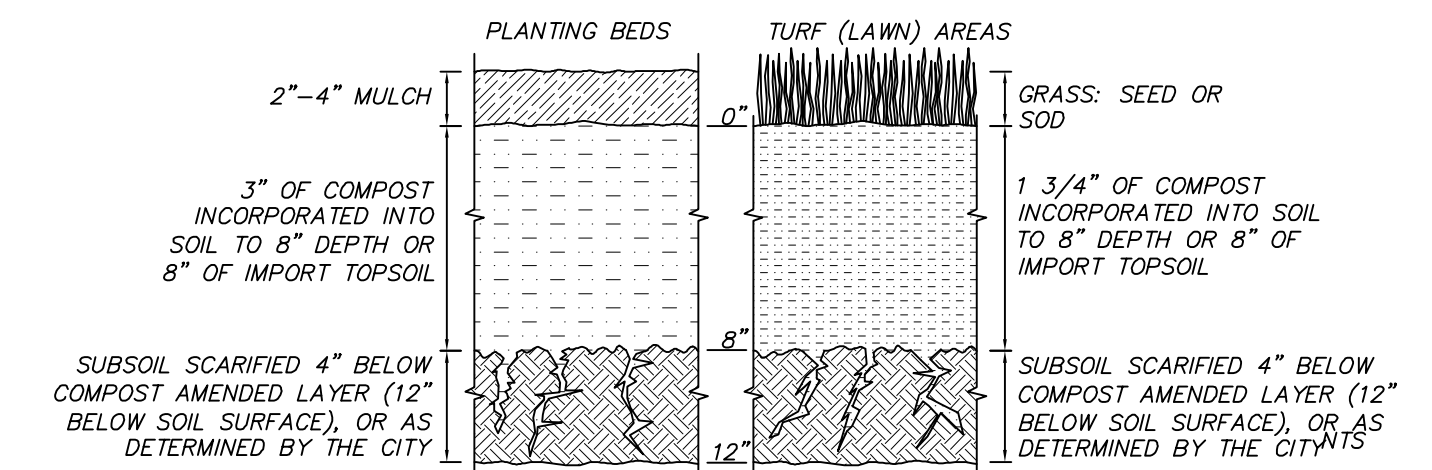 PLANTING BEDS
TURF (LAWN) AREAS
2"-4" MULCH
0"
GRASS: SEED OR
SOD
3" OF COMPOST
INCORPORATED INTO
SOIL TO 8" DEPTH OR
8" OF IMPORT TOPSOIL
1 3/4" OF COMPOST
INCORPORATED INTO SOIL
TO 8" DEPTH OR 8" OF
IMPORT TOPSOIL
8"
SUBSOIL SCARIFIED 4" BELOW
COMPOST AMENDED LAYER (12"
BELOW SOIL SURFACE), OR AS
DETERMINED BY THE CITY
12"
SUBSOIL SCARIFIED 4" BELOW
COMPOST AMENDED LAYER (12"
BELOW SOIL SURFACE), OR AS
DETERMINED BY THE CITY
NTS